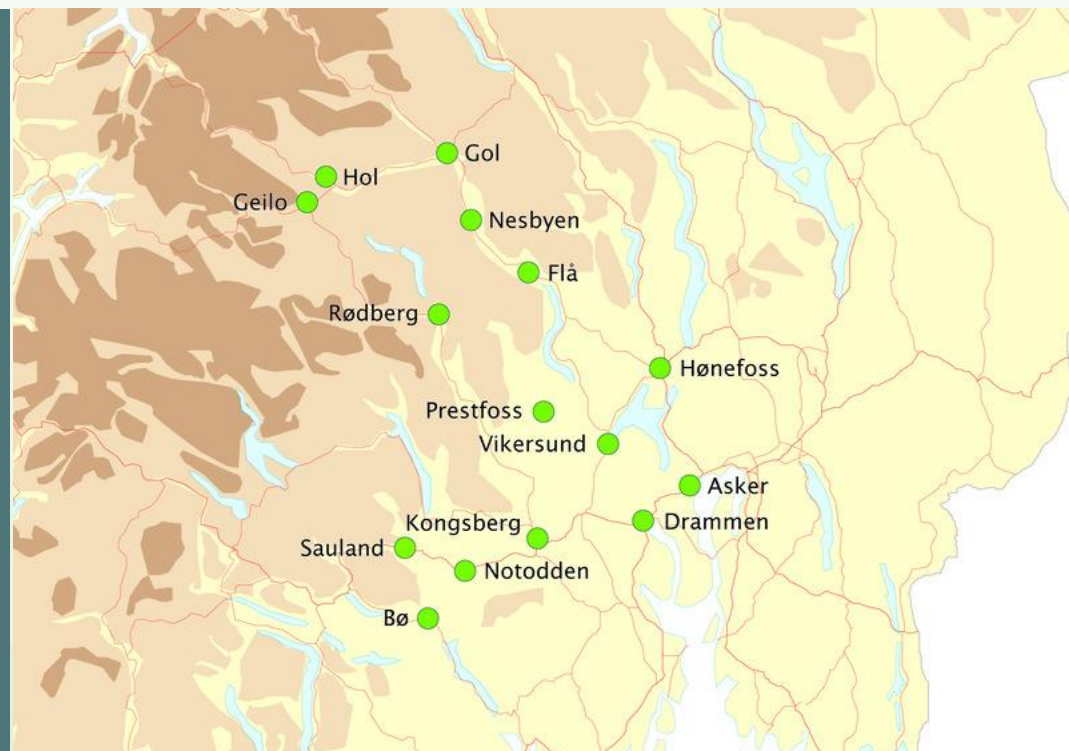 Gol
Hol
Geilo
Nesbyen
Flå
Rødberg
Hønefoss
Prestfoss
Vikersund
Asker
Drammen
Kongsberg
Sauland
Notodden
Bø